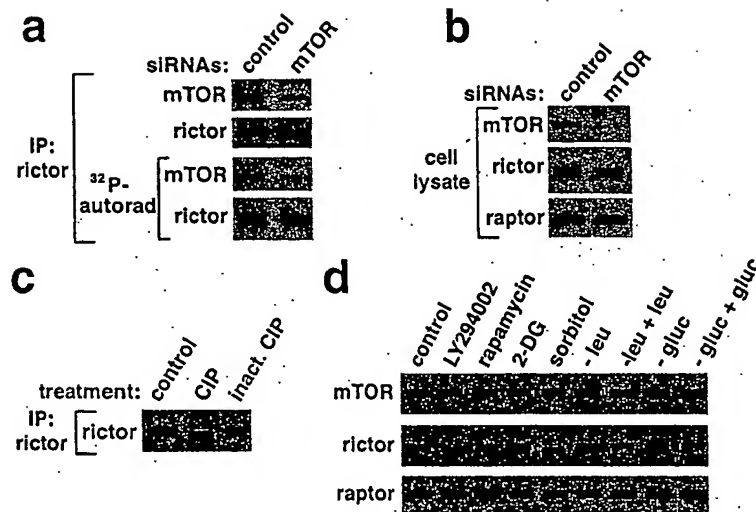 a
siRNAs: control mTOR
mTOR
rictor
IP:
rictor
32P-
autorad
mTOR
rictor
b
siRNAs: control mTOR
cell
lysate
mTOR
rictor
raptor
c
treatment: control CIP inact. CIP
IP:
rictor
rictor
d
control LY294002 rapamycin 2-DG sorbitol - leu -leu + leu - gluc - gluc + gluc
mTOR
rictor
raptor